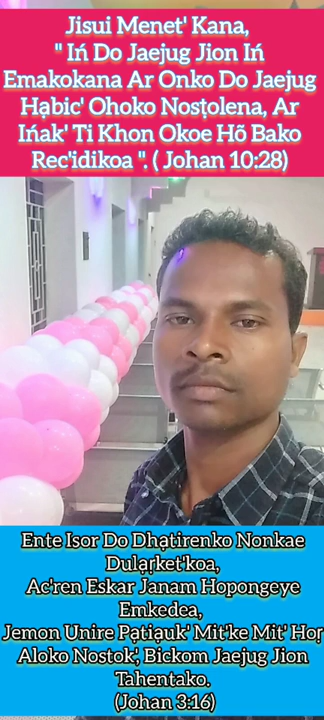 Jisui Menet' Kana,
" Iń Do Jaejug Jion Iń
Emakokana Ar Onko Do Jaejug
Hạbic' Ohoko Nosṭolena, Ar
Ińak' Ti Khon Okoe Hõ Bako
Rec'idikoa ". ( Johan 10:28)
Ente Isor Do Dhạtirenko Nonkae
Dulạṛket'koa,
Ac'ren Eskar Janam Hopongeye
Emkedea,
Jemon Unire Pạtiạuk' Mit'ke Mit' Hoṛ
Aloko Nostok', Bickom Jaejug Jion
Tahentako.
(Johan 3:16)